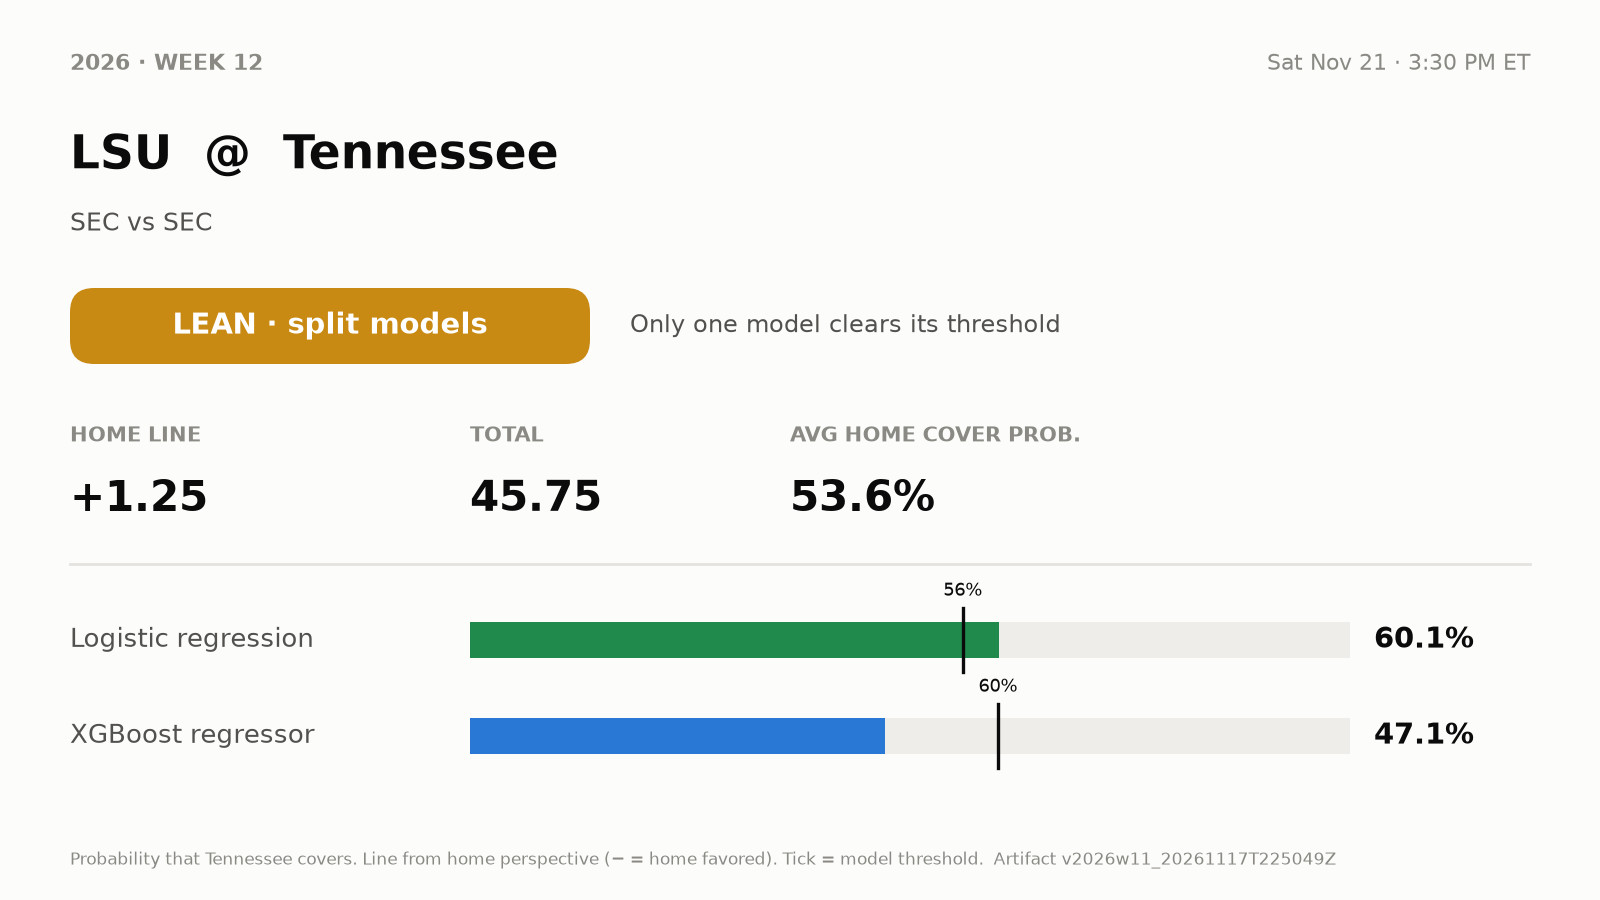 2026 · WEEK 12
Sat Nov 21 · 3:30 PM ET
LSU @ Tennessee
SEC vs SEC
LEAN · split models
Only one model clears its threshold
HOME LINE
TOTAL
AVG HOME COVER PROB.
+1.25
45.75
53.6%
56%
Logistic regression
60.1%
60%
XGBoost regressor
47.1%
Probability that Tennessee covers. Line from home perspective (− = home favored). Tick = model threshold. Artifact v2026w11_20261117T225049Z